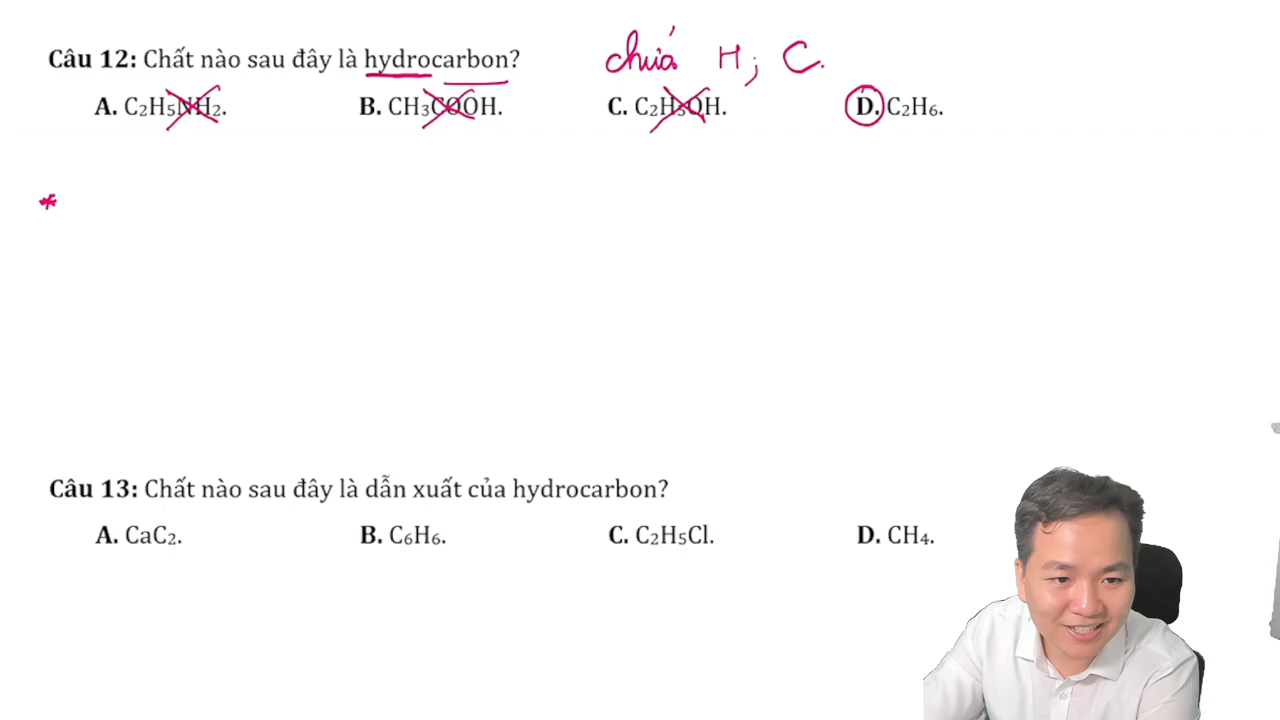 Câu 12: Chất nào sau đây là hydrocarbon? chứa H; C.
A. C₂H₅NH₂. B. CH₃COOH. C. C₂H₅OH. D. C₂H₆.
*
Câu 13: Chất nào sau đây là dẫn xuất của hydrocarbon?
A. CaC₂. B. C₆H₆. C. C₂H₅Cl. D. CH₄.